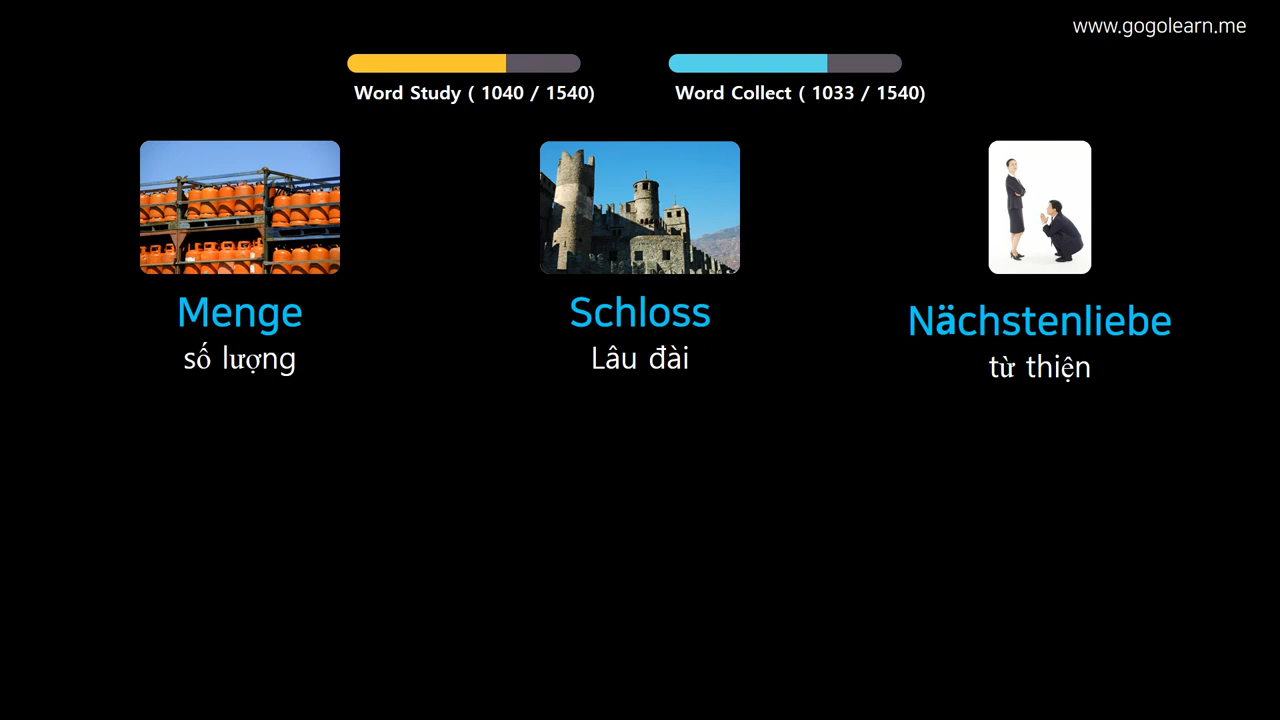 www.gogolearn.me
Word Study ( 1040 / 1540)
Word Collect ( 1033 / 1540)
Menge
số lượng
Schloss
Lâu đài
Nächstenliebe
từ thiện